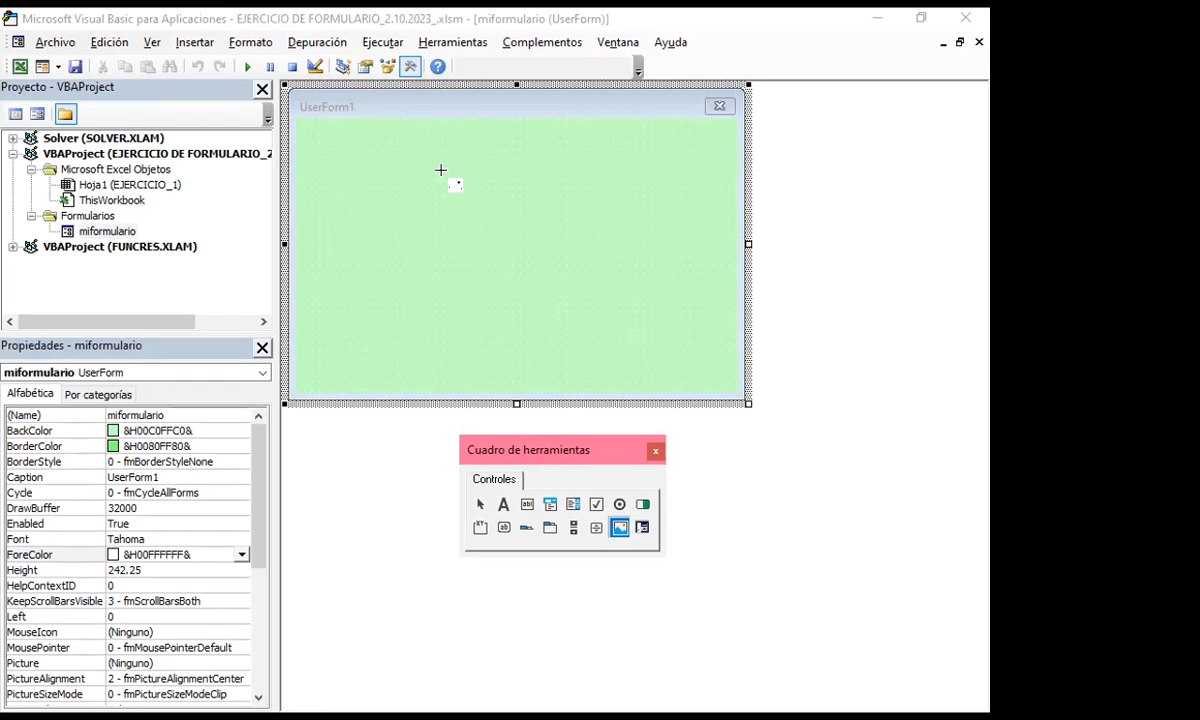 Microsoft Visual Basic para Aplicaciones - EJERCICIO DE FORMULARIO_2.10.2023_.xlsm - [miformulario (UserForm)]
Archivo Edición Ver Insertar Formato Depuración Ejecutar Herramientas Complementos Ventana Ayuda
Proyecto - VBAProject
Solver (SOLVER.XLAM)
VBAProject (EJERCICIO DE FORMULARIO_2
Microsoft Excel Objetos
Hoja1 (EJERCICIO_1)
ThisWorkbook
Formularios
miformulario
VBAProject (FUNCRES.XLAM)
Propiedades - miformulario
miformulario UserForm
Alfabética Por categorías
(Name) miformulario
BackColor &H00C0FFC0&
BorderColor &H0080FF80&
BorderStyle 0 - fmBorderStyleNone
Caption UserForm1
Cycle 0 - fmCycleAllForms
DrawBuffer 32000
Enabled True
Font Tahoma
ForeColor &H00FFFFFF&
Height 242.25
HelpContextID 0
KeepScrollBarsVisible 3 - fmScrollBarsBoth
Left 0
MouseIcon (Ninguno)
MousePointer 0 - fmMousePointerDefault
Picture (Ninguno)
PictureAlignment 2 - fmPictureAlignmentCenter
PictureSizeMode 0 - fmPictureSizeModeClip
UserForm1
Cuadro de herramientas
Controles